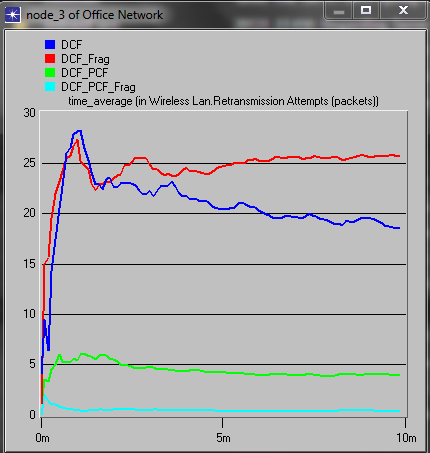 node_3 of Office Network
DCF
DCF_Frag
DCF_PCF
DCF_PCF_Frag
time_average (in Wireless Lan.Retransmission Attempts (packets))
30
25
20
15
10
5
0
0m 5m 10m